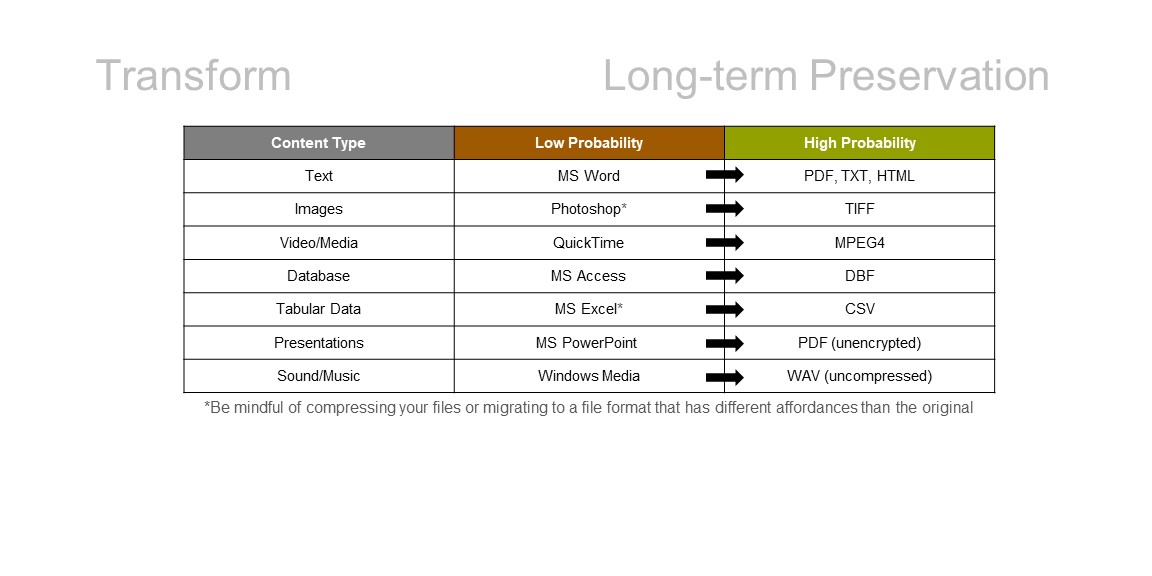 Transform Long-term Preservation
Content Type Low Probability High Probability
Text MS Word PDF, TXT, HTML
Images Photoshop* TIFF
Video/Media QuickTime MPEG4
Database MS Access DBF
Tabular Data MS Excel* CSV
Presentations MS PowerPoint PDF (unencrypted)
Sound/Music Windows Media WAV (uncompressed)
*Be mindful of compressing your files or migrating to a file format that has different affordances than the original